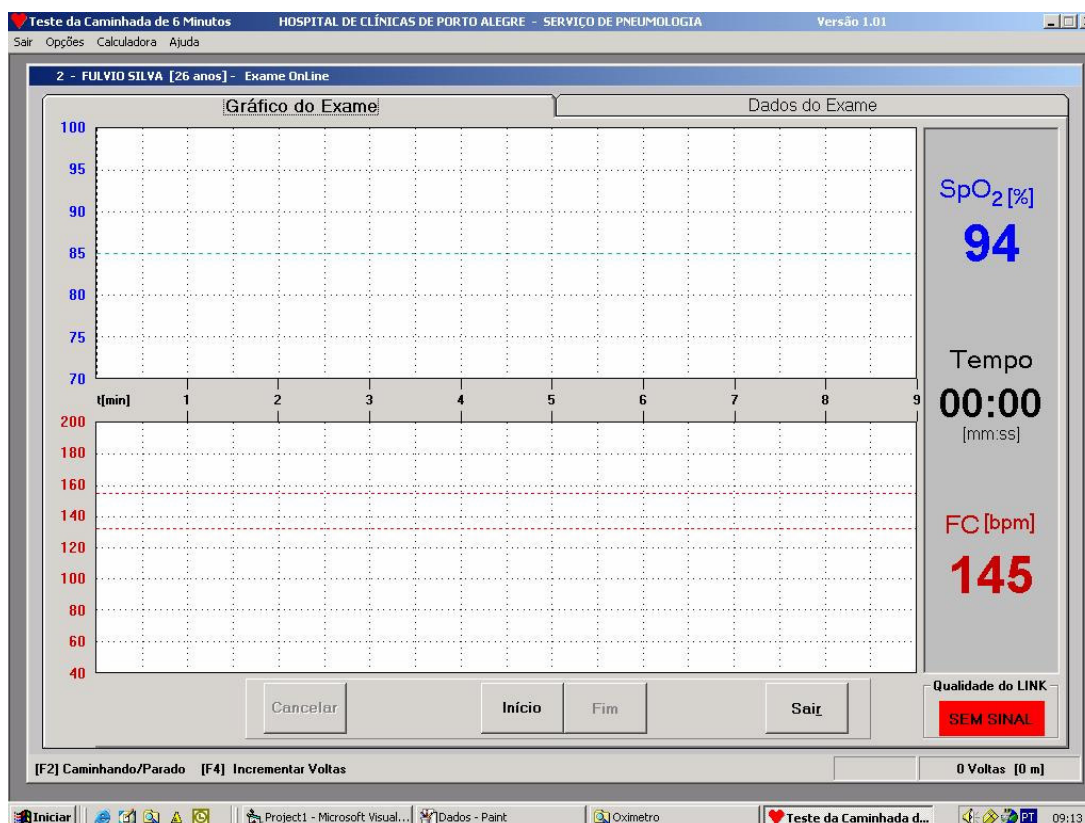 Teste da Caminhada de 6 Minutos HOSPITAL DE CLÍNICAS DE PORTO ALEGRE - SERVIÇO DE PNEUMOLOGIA Versão 1.01
Sair Opções Calculadora Ajuda
2 - FULVIO SILVA [26 anos] - Exame OnLine
Gráfico do Exame Dados do Exame
100
95
90
85
80
75
70
t[min] 1 2 3 4 5 6 7 8 9
200
180
160
140
120
100
80
60
40
SpO2 [%]
94
Tempo
00:00
[mm:ss]
FC [bpm]
145
Qualidade do LINK
SEM SINAL
Cancelar Início Fim Sair
[F2] Caminhando/Parado [F4] Incrementar Voltas 0 Voltas [0 m]
Iniciar Project1 - Microsoft Visual... Dados - Paint Oximetro Teste da Caminhada d... PT 09:13